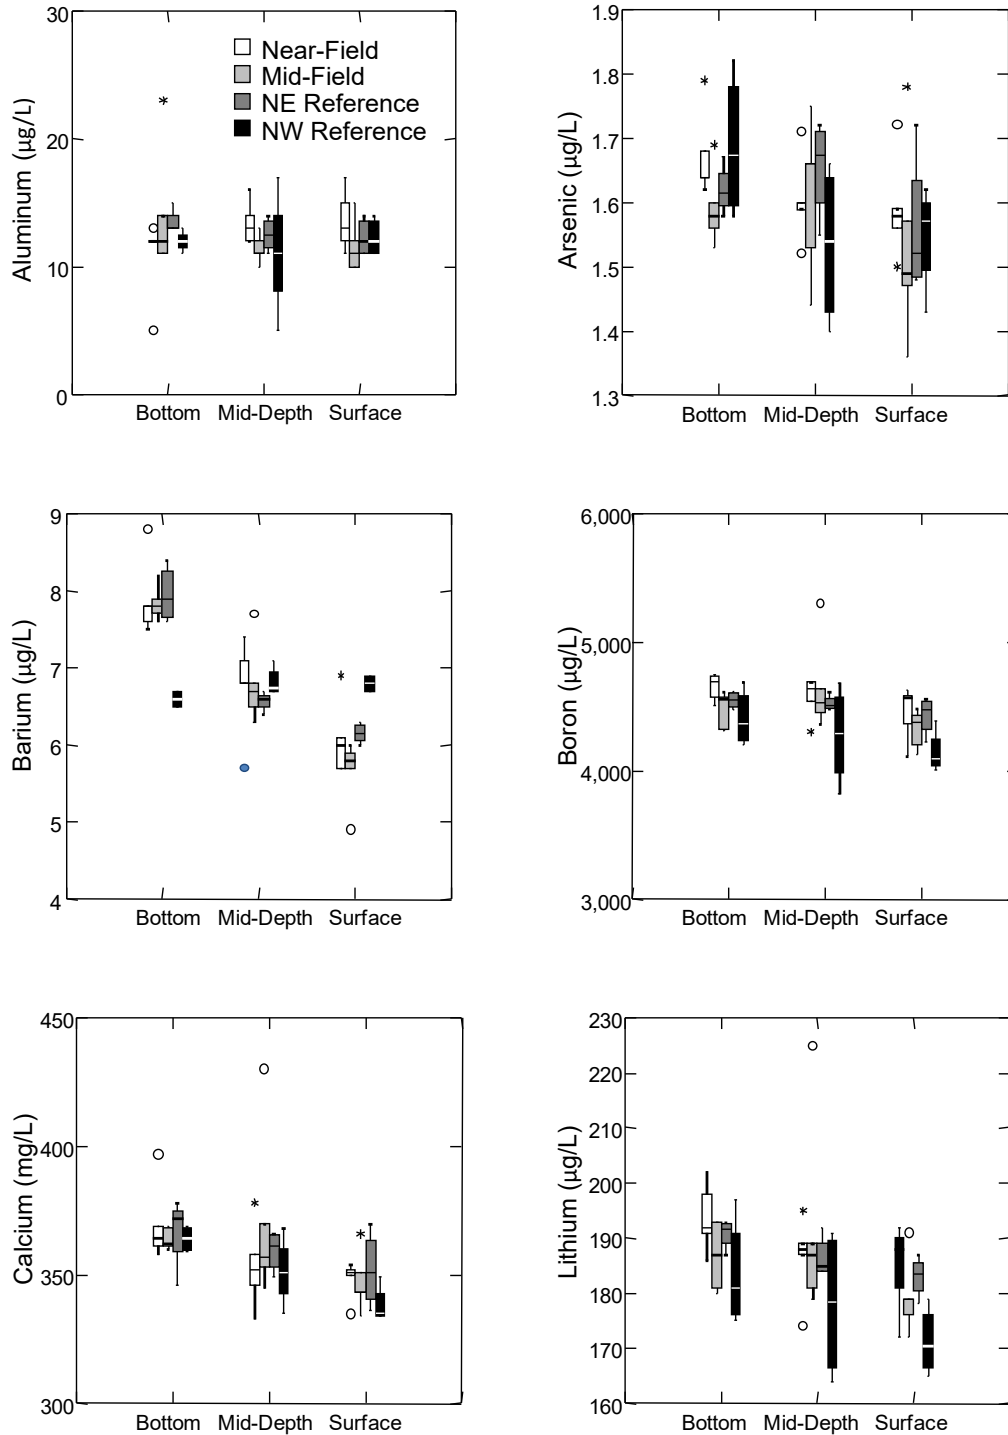 Aluminum (µg/L)
30
20
10
0
Near-Field
Mid-Field
NE Reference
NW Reference
Bottom Mid-Depth Surface
Arsenic (µg/L)
1.9
1.8
1.7
1.6
1.5
1.4
1.3
Bottom Mid-Depth Surface
Barium (µg/L)
9
8
7
6
5
4
Bottom Mid-Depth Surface
Boron (µg/L)
6,000
5,000
4,000
3,000
Bottom Mid-Depth Surface
Calcium (mg/L)
450
400
350
300
Bottom Mid-Depth Surface
Lithium (µg/L)
230
220
210
200
190
180
170
160
Bottom Mid-Depth Surface